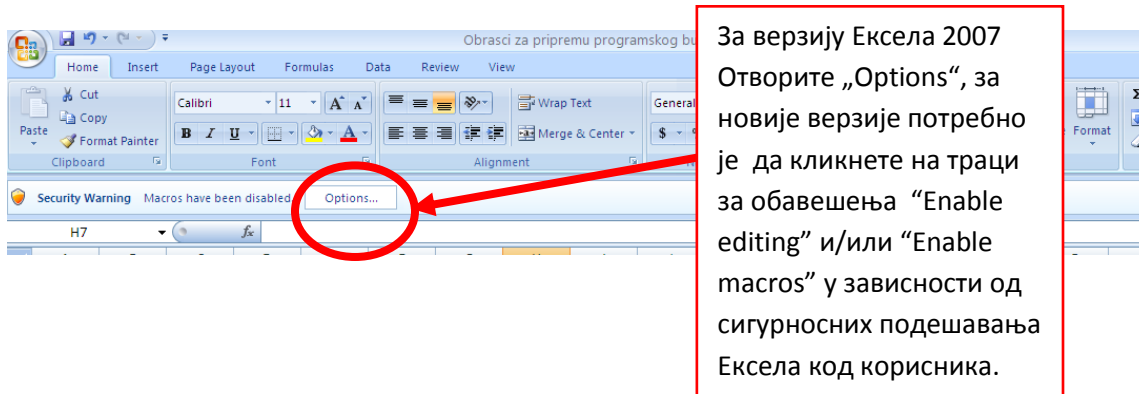 Obrasci za pripremu programskog bu
Home Insert Page Layout Formulas Data Review View
Cut
Copy
Format Painter
Paste
Clipboard
Calibri 11
B I U
Font
Wrap Text
Merge & Center
Alignment
General
$
Format
Security Warning Macros have been disabled. Options...
H7 fx
За верзију Ексела 2007
Отворите „Options“, за
новије верзије потребно
је да кликнете на траци
за обавешења “Enable
editing” и/или “Enable
macros” у зависности од
сигурносних подешавања
Ексела код корисника.